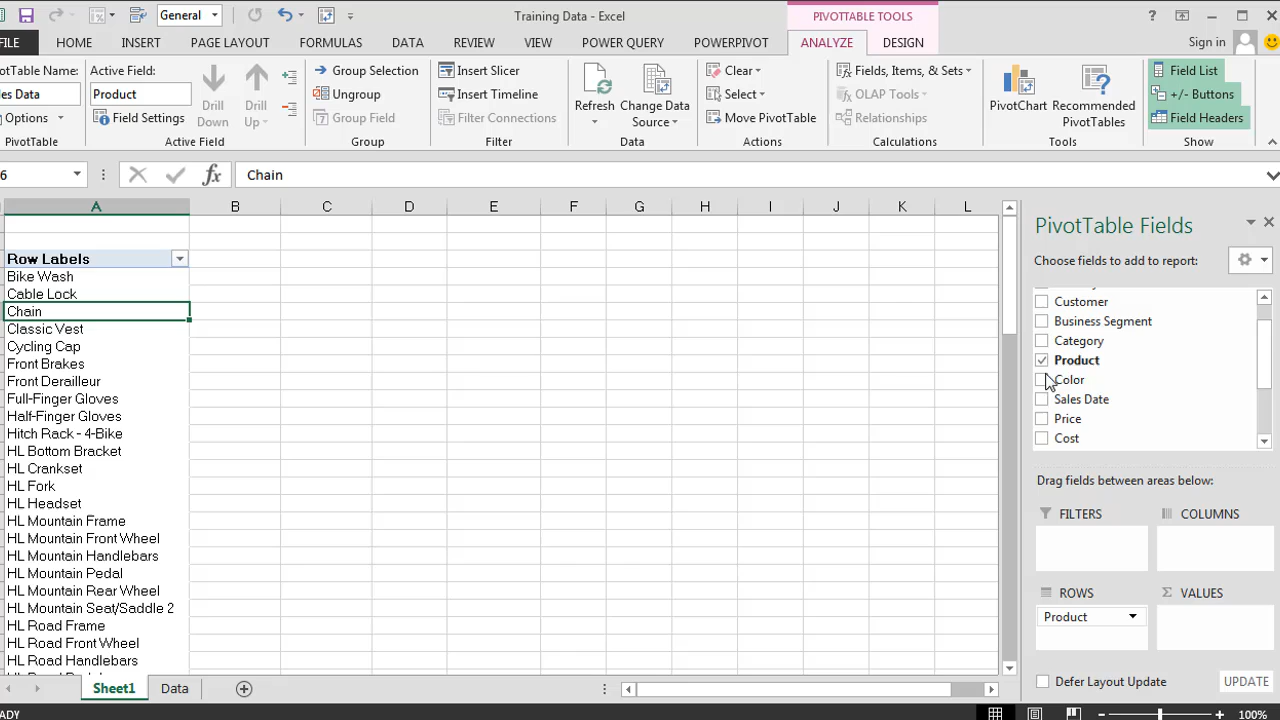 General
Training Data - Excel
PIVOTTABLE TOOLS
?
FILE
HOME
INSERT
PAGE LAYOUT
FORMULAS
DATA
REVIEW
VIEW
POWER QUERY
POWERPIVOT
ANALYZE
DESIGN
Sign in
votTable Name:
les Data
Options
PivotTable
Active Field:
Product
Field Settings
Drill Down
Drill Up
Active Field
Group Selection
Ungroup
Group Field
Group
Insert Slicer
Insert Timeline
Filter Connections
Filter
Refresh
Change Data Source
Data
Clear
Select
Move PivotTable
Actions
Fields, Items, & Sets
OLAP Tools
Relationships
Calculations
PivotChart
Recommended PivotTables
Tools
Field List
+/- Buttons
Field Headers
Show
6
fx
Chain
A B C D E F G H I J K L
Row Labels
Bike Wash
Cable Lock
Chain
Classic Vest
Cycling Cap
Front Brakes
Front Derailleur
Full-Finger Gloves
Half-Finger Gloves
Hitch Rack - 4-Bike
HL Bottom Bracket
HL Crankset
HL Fork
HL Headset
HL Mountain Frame
HL Mountain Front Wheel
HL Mountain Handlebars
HL Mountain Pedal
HL Mountain Rear Wheel
HL Mountain Seat/Saddle 2
HL Road Frame
HL Road Front Wheel
HL Road Handlebars
PivotTable Fields
Choose fields to add to report:
Customer
Business Segment
Category
Product
Color
Sales Date
Price
Cost
Drag fields between areas below:
FILTERS
COLUMNS
ROWS
Σ VALUES
Product
Defer Layout Update
UPDATE
Sheet1
Data
ADY
100%